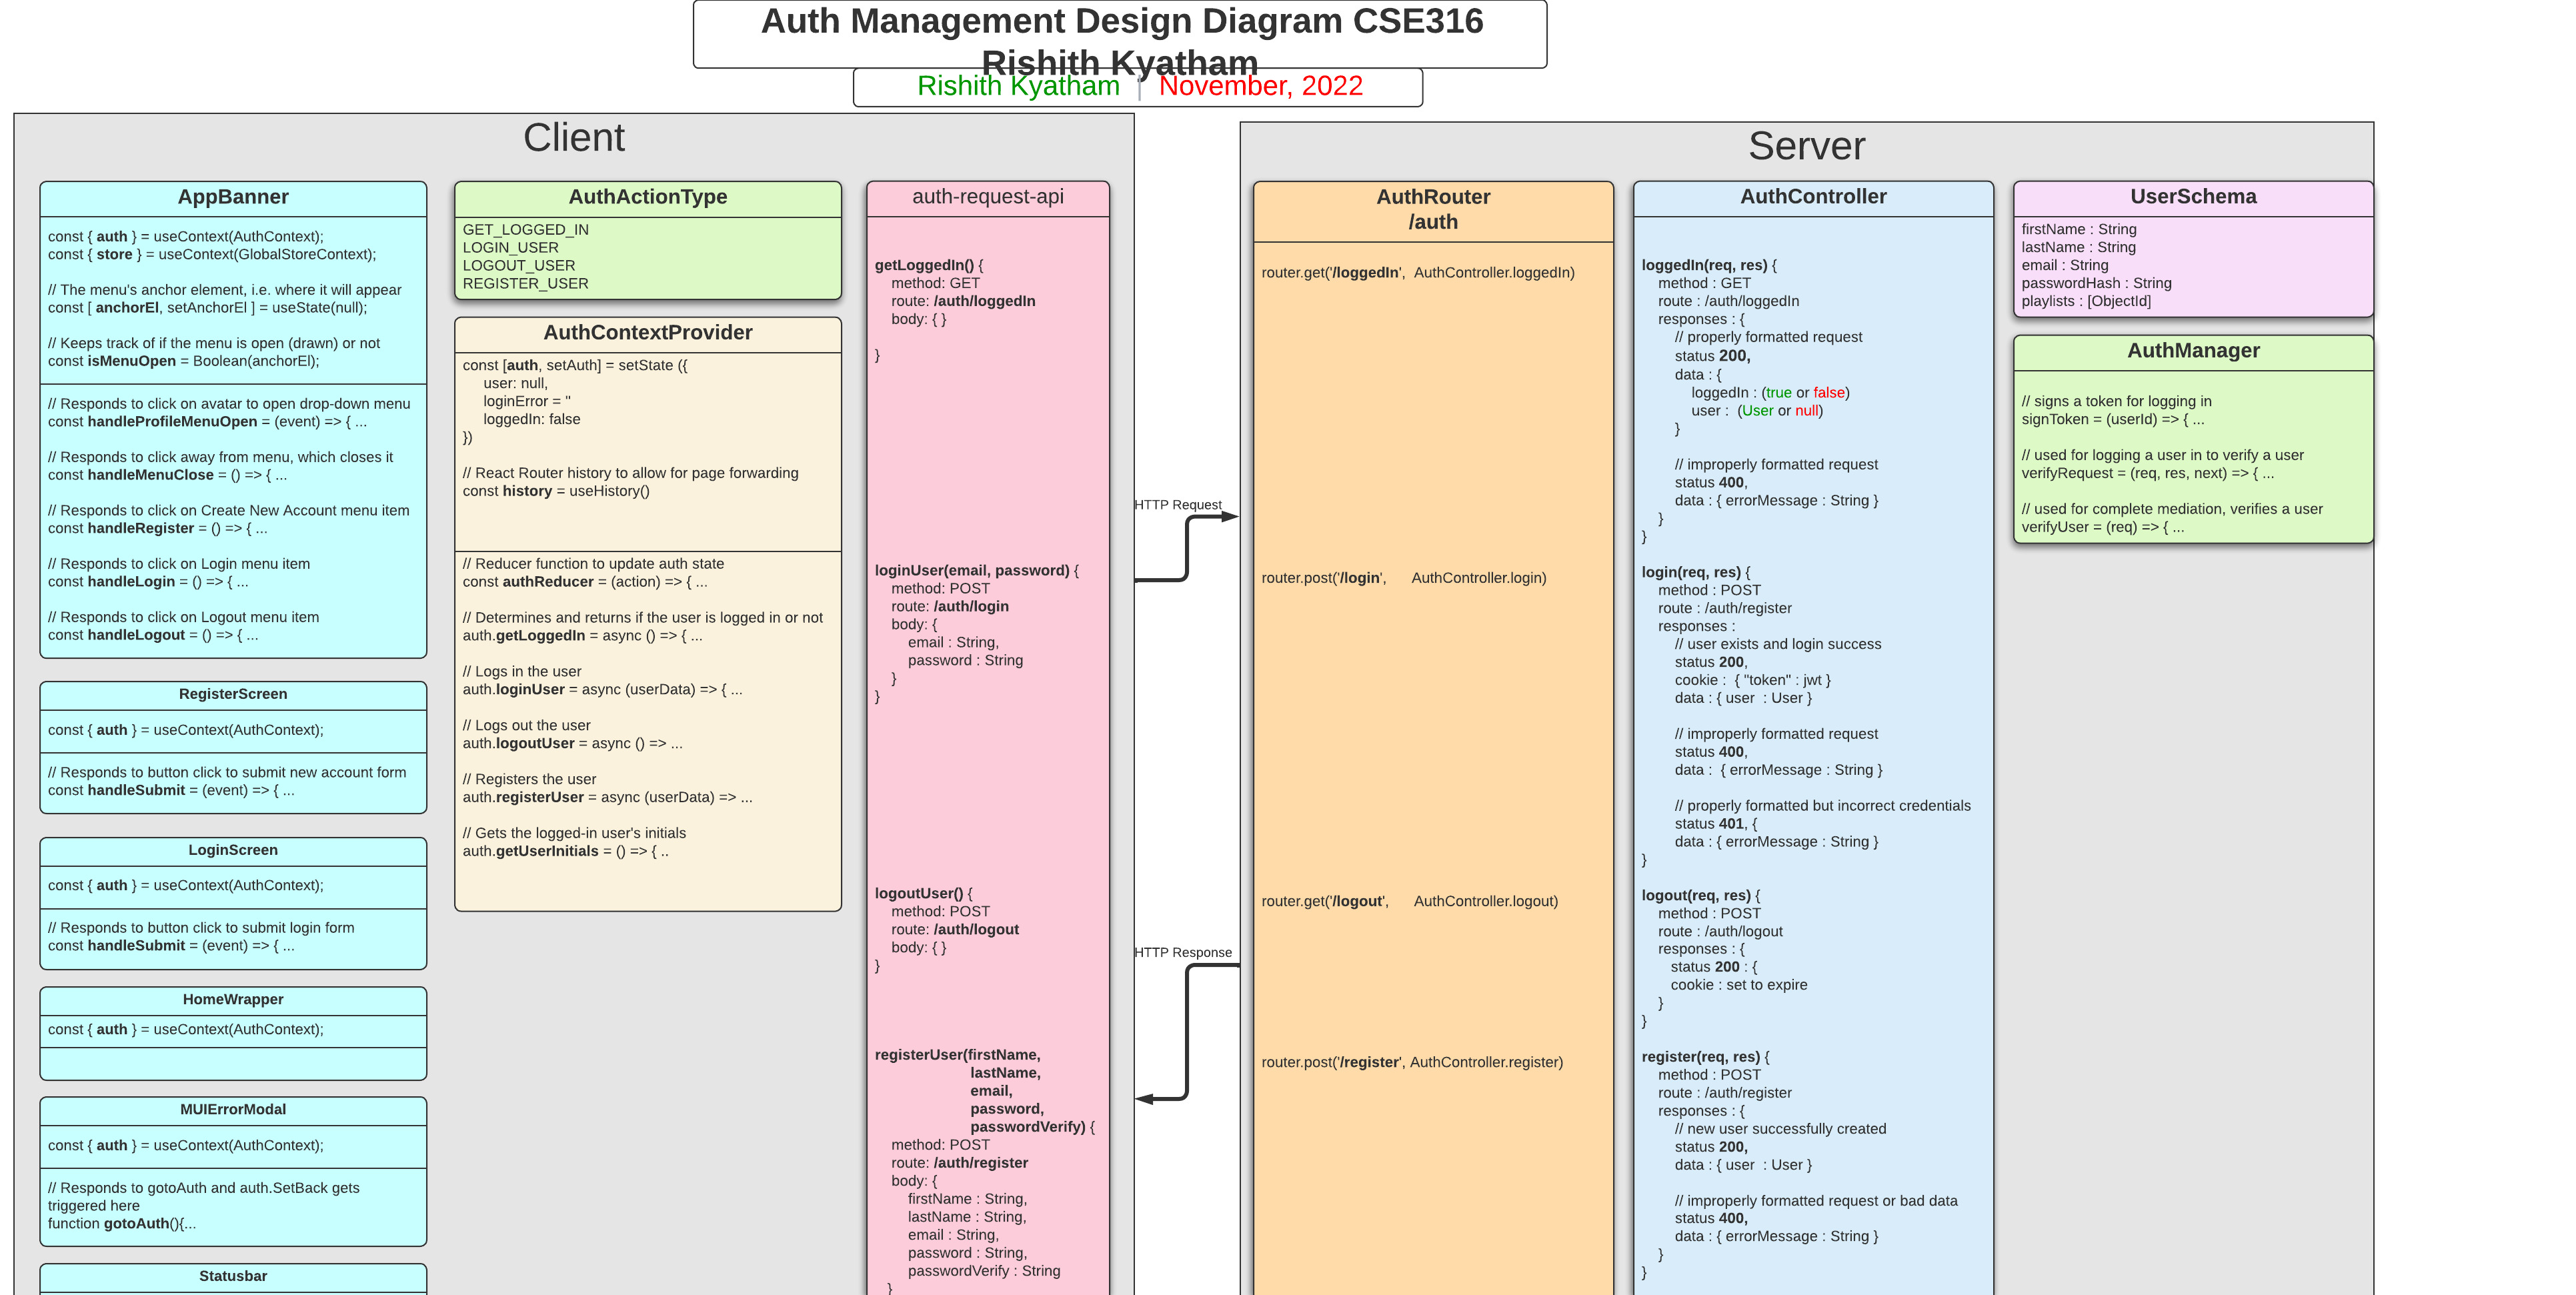 Auth Management Design Diagram CSE316
Rishith Kyatham
Rishith Kyatham | November, 2022
Client
AppBanner
const { auth } = useContext(AuthContext);
const { store } = useContext(GlobalStoreContext);
// The menu's anchor element, i.e. where it will appear
const [ anchorEl, setAnchorEl ] = useState(null);
// Keeps track of if the menu is open (drawn) or not
const isMenuOpen = Boolean(anchorEl);
// Responds to click on avatar to open drop-down menu
const handleProfileMenuOpen = (event) => { ...
// Responds to click away from menu, which closes it
const handleMenuClose = () => { ...
// Responds to click on Create New Account menu item
const handleRegister = () => { ...
// Responds to click on Login menu item
const handleLogin = () => { ...
// Responds to click on Logout menu item
const handleLogout = () => { ...
RegisterScreen
const { auth } = useContext(AuthContext);
// Responds to button click to submit new account form
const handleSubmit = (event) => { ...
LoginScreen
const { auth } = useContext(AuthContext);
// Responds to button click to submit login form
const handleSubmit = (event) => { ...
HomeWrapper
const { auth } = useContext(AuthContext);
MUIErrorModal
const { auth } = useContext(AuthContext);
// Responds to gotoAuth and auth.SetBack gets
triggered here
function gotoAuth(){...
Statusbar
AuthActionType
GET_LOGGED_IN
LOGIN_USER
LOGOUT_USER
REGISTER_USER
AuthContextProvider
const [auth, setAuth] = setState ({
user: null,
loginError = ''
loggedIn: false
})
// React Router history to allow for page forwarding
const history = useHistory()
// Reducer function to update auth state
const authReducer = (action) => { ...
// Determines and returns if the user is logged in or not
auth.getLoggedIn = async () => { ...
// Logs in the user
auth.loginUser = async (userData) => { ...
// Logs out the user
auth.logoutUser = async () => ...
// Registers the user
auth.registerUser = async (userData) => ...
// Gets the logged-in user's initials
auth.getUserInitials = () => { ..
auth-request-api
getLoggedIn() {
method: GET
route: /auth/loggedIn
body: { }
}
loginUser(email, password) {
method: POST
route: /auth/login
body: {
email : String,
password : String
}
}
logoutUser() {
method: POST
route: /auth/logout
body: { }
}
registerUser(firstName,
lastName,
email,
password,
passwordVerify) {
method: POST
route: /auth/register
body: {
firstName : String,
lastName : String,
email : String,
password : String,
passwordVerify : String
}
HTTP Request
HTTP Response
Server
AuthRouter
/auth
router.get('/loggedIn', AuthController.loggedIn)
router.post('/login', AuthController.login)
router.get('/logout', AuthController.logout)
router.post('/register', AuthController.register)
AuthController
loggedIn(req, res) {
method : GET
route : /auth/loggedIn
responses : {
// properly formatted request
status 200,
data : {
loggedIn : (true or false)
user : (User or null)
}
// improperly formatted request
status 400,
data : { errorMessage : String }
}
}
login(req, res) {
method : POST
route : /auth/register
responses :
// user exists and login success
status 200,
cookie : { "token" : jwt }
data : { user : User }
// improperly formatted request
status 400,
data : { errorMessage : String }
// properly formatted but incorrect credentials
status 401, {
data : { errorMessage : String }
}
logout(req, res) {
method : POST
route : /auth/logout
responses : {
status 200 : {
cookie : set to expire
}
}
register(req, res) {
method : POST
route : /auth/register
responses : {
// new user successfully created
status 200,
data : { user : User }
// improperly formatted request or bad data
status 400,
data : { errorMessage : String }
}
}
UserSchema
firstName : String
lastName : String
email : String
passwordHash : String
playlists : [ObjectId]
AuthManager
// signs a token for logging in
signToken = (userId) => { ...
// used for logging a user in to verify a user
verifyRequest = (req, res, next) => { ...
// used for complete mediation, verifies a user
verifyUser = (req) => { ...